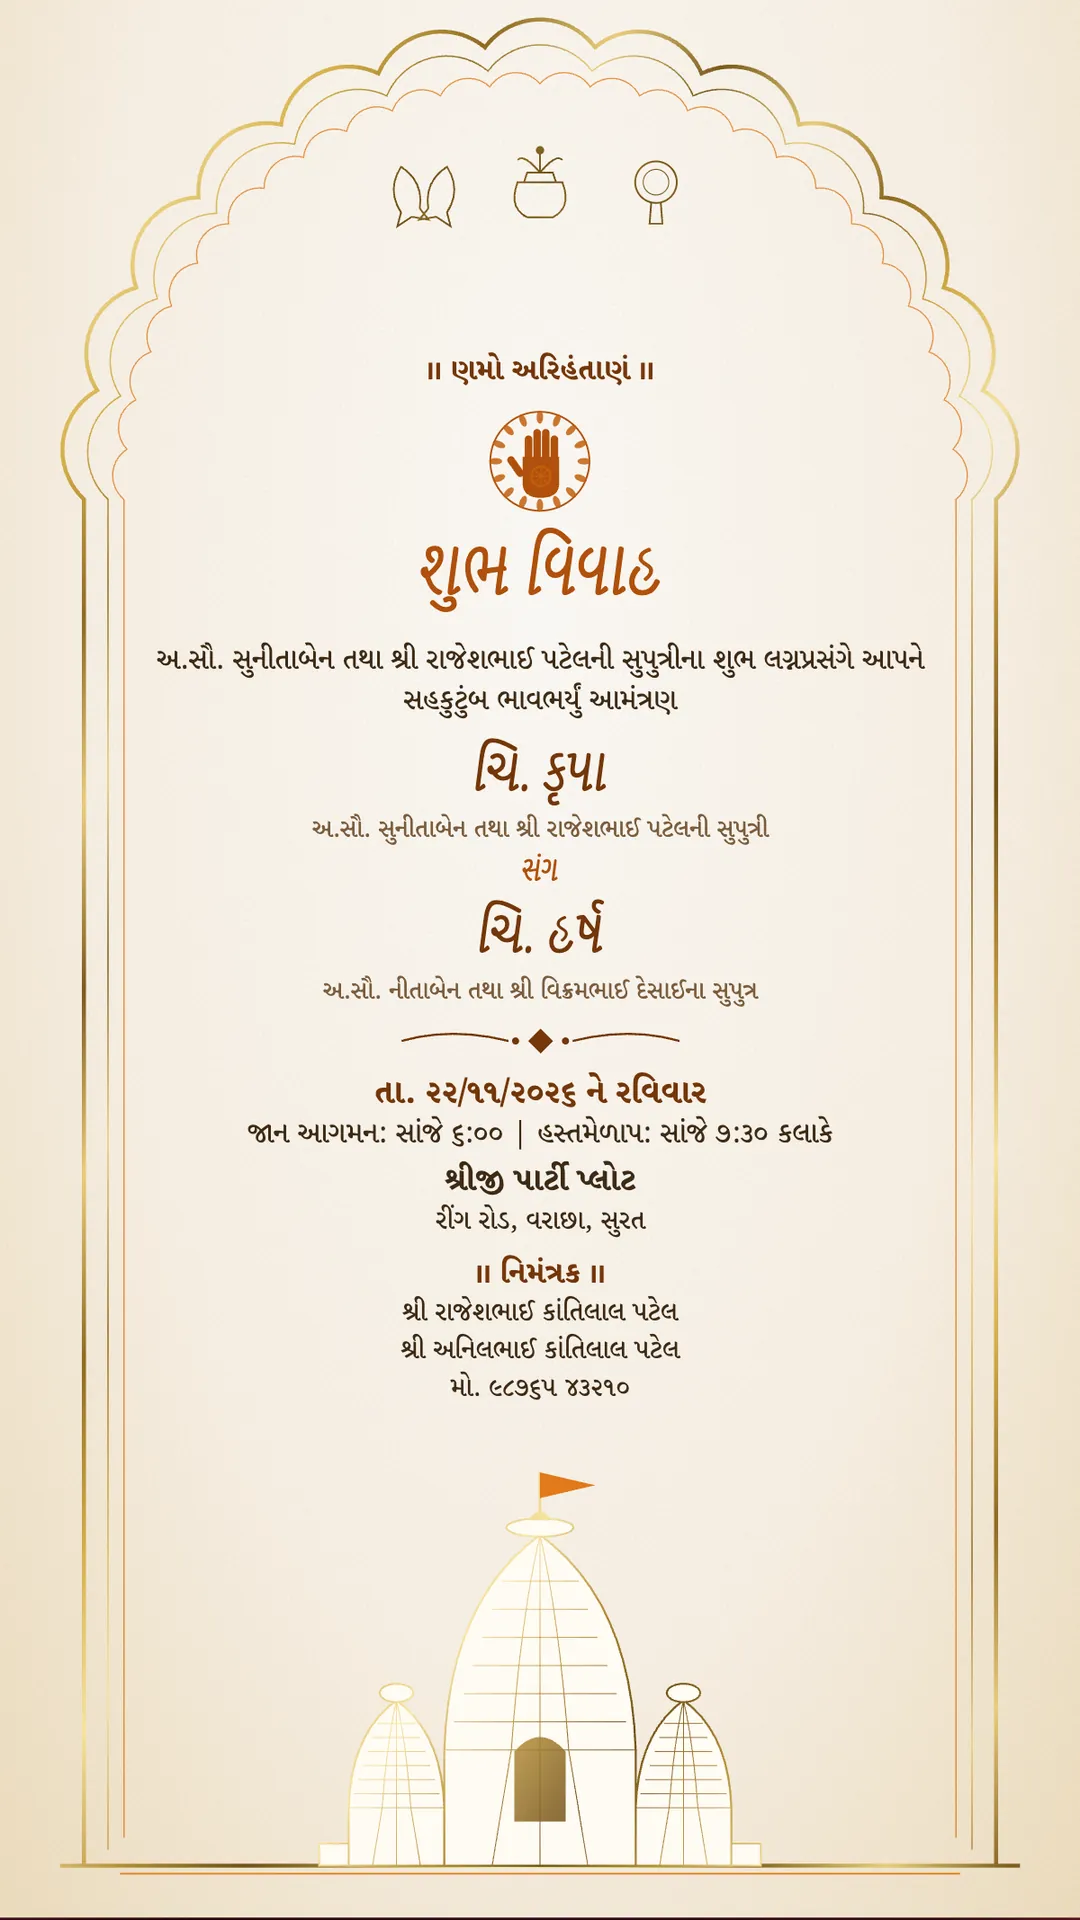 ॥ ણમો અરિહંતાણં ॥
શુભ વિવાહ
અ.સૌ. સુનીતાબેન તથા શ્રી રાજેશભાઈ પટેલની સુપુત્રીના શુભ લગ્નપ્રસંગે આપને
સહકુટુંબ ભાવભર્યું આમંત્રણ
ચિ. કૃપા
અ.સૌ. સુનીતાબેન તથા શ્રી રાજેશભાઈ પટેલની સુપુત્રી
સંગ
ચિ. હર્ષ
અ.સૌ. નીતાબેન તથા શ્રી વિક્રમભાઈ દેસાઈના સુપુત્ર
તા. ૨૨/૧૧/૨૦૨૬ ને રવિવાર
જાન આગમન: સાંજે ૬:૦૦ | હસ્તમેળાપ: સાંજે ૭:૩૦ કલાકે
શ્રીજી પાર્ટી પ્લોટ
રીંગ રોડ, વરાછા, સુરત
॥ નિમંત્રક ॥
શ્રી રાજેશભાઈ કાંતિલાલ પટેલ
શ્રી અનિલભાઈ કાંતિલાલ પટેલ
મો. ૯૮૭૬૫ ૪૩૨૧૦